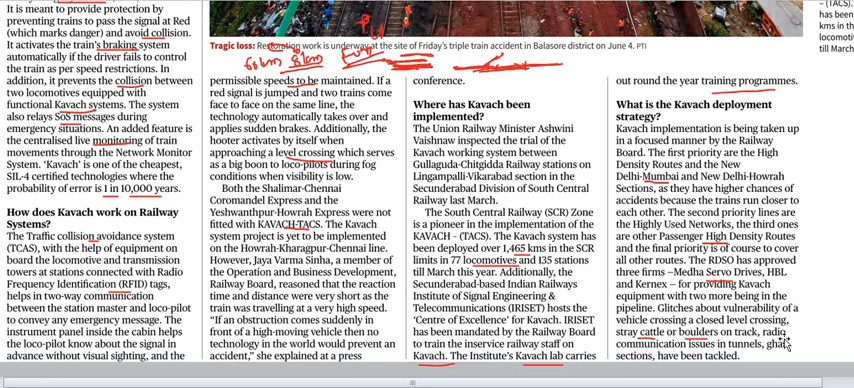 It is meant to provide protection by
preventing trains to pass the signal at Red
(which marks danger) and avoid collision.
It activates the train's braking system
automatically if the driver fails to control
the train as per speed restrictions. In
addition, it prevents the collision between
two locomotives equipped with
functional Kavach systems. The system
also relays SoS messages during
emergency situations. An added feature is
the centralised live monitoring of train
movements through the Network Monitor
System. 'Kavach' is one of the cheapest,
SIL-4 certified technologies where the
probability of error is 1 in 10,000 years.
How does Kavach work on Railway
Systems?
The Traffic collision avoidance system
(TCAS), with the help of equipment on
board the locomotive and transmission
towers at stations connected with Radio
Frequency Identification (RFID) tags,
helps in two-way communication
between the station master and loco-pilot
to convey any emergency message. The
instrument panel inside the cabin helps
the loco-pilot know about the signal in
advance without visual sighting, and the
Tragic loss: Restoration work is underway at the site of Friday's triple train accident in Balasore district on June 4. PTI
permissible speeds to be maintained. If a
red signal is jumped and two trains come
face to face on the same line, the
technology automatically takes over and
applies sudden brakes. Additionally, the
hooter activates by itself when
approaching a level crossing which serves
as a big boon to loco-pilots during fog
conditions when visibility is low.
Both the Shalimar-Chennai
Coromandel Express and the
Yeshwanthpur-Howrah Express were not
fitted with KAVACH-TACS. The Kavach
system project is yet to be implemented
on the Howrah-Kharagpur-Chennai line.
However, Jaya Varma Sinha, a member of
the Operation and Business Development,
Railway Board, reasoned that the reaction
time and distance were very short as the
train was travelling at a very high speed.
"If an obstruction comes suddenly in
front of a high-moving vehicle then no
technology in the world would prevent an
accident," she explained at a press
conference.
Where has Kavach been
implemented?
The Union Railway Minister Ashwini
Vaishnaw inspected the trial of the
Kavach working system between
Gullaguda-Chitgidda Railway stations on
Lingampalli-Vikarabad section in the
Secunderabad Division of South Central
Railway last March.
The South Central Railway (SCR) Zone
is a pioneer in the implementation of the
KAVACH – (TACS). The Kavach system has
been deployed over 1,465 kms in the SCR
limits in 77 locomotives and 135 stations
till March this year. Additionally, the
Secunderabad-based Indian Railways
Institute of Signal Engineering &
Telecommunications (IRISET) hosts the
'Centre of Excellence' for Kavach. IRISET
has been mandated by the Railway Board
to train the inservice railway staff on
Kavach. The Institute's Kavach lab carries
out round the year training programmes.
What is the Kavach deployment
strategy?
Kavach implementation is being taken up
in a focused manner by the Railway
Board. The first priority are the High
Density Routes and the New
Delhi-Mumbai and New Delhi-Howrah
Sections, as they have higher chances of
accidents because the trains run closer to
each other. The second priority lines are
the Highly Used Networks, the third ones
are other Passenger High Density Routes
and the final priority is of course to cover
all other routes. The RDSO has approved
three firms —Medha Servo Drives, HBL
and Kernex — for providing Kavach
equipment with two more being in the
pipeline. Glitches about vulnerability of a
vehicle crossing a closed level crossing,
stray cattle or boulders on track, radio
communication issues in tunnels, ghat
sections, have been tackled.
– (TACS).
has been
kms in th
locomoti
till March